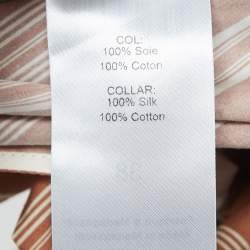 COL:
100% Soie
100% Coton
COLLAR:
100% Silk
100% Cotton